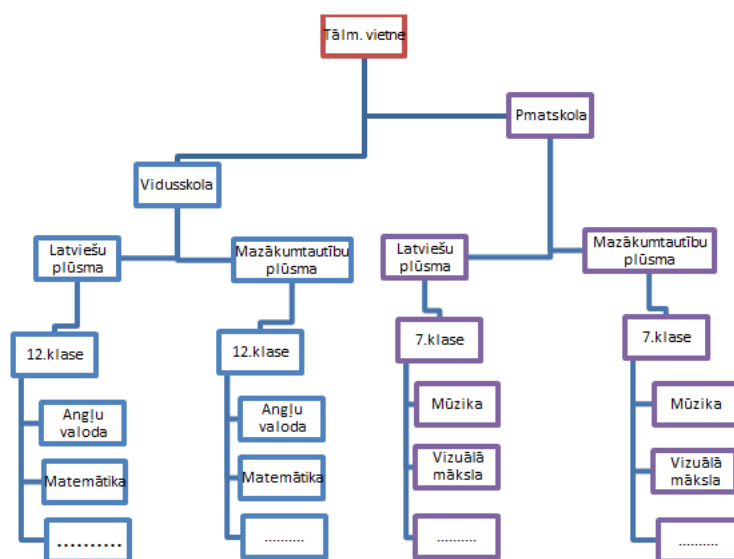 Tālm. vietne
Pmatskola
Vidusskola
Latviešu
plūsma
Mazākumtautību
plūsma
Latviešu
plūsma
Mazākumtautību
plūsma
12.klase
12.klase
7.klase
7.klase
Angļu
valoda
Angļu
valoda
Mūzika
Mūzika
Matemātika
Matemātika
Vizuālā
māksla
Vizuālā
māksla
..........
..........
..........
..........